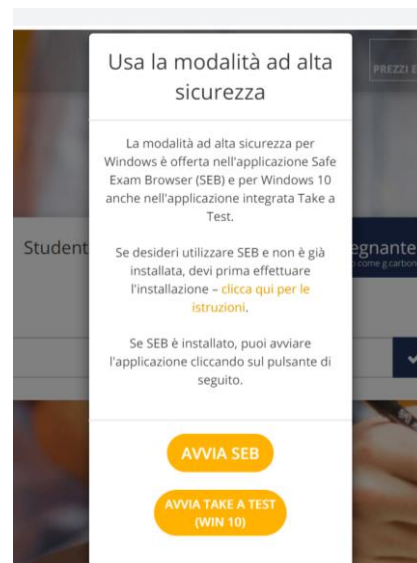 Usa la modalità ad alta
sicurezza
PREZZI E
La modalità ad alta sicurezza per
Windows è offerta nell'applicazione Safe
Exam Browser (SEB) e per Windows 10
anche nell'applicazione integrata Take a
Test.
Student
egnante
o come g.carbon
Se desideri utilizzare SEB e non è già
installata, devi prima effettuare
l'installazione – clicca qui per le
istruzioni.
Se SEB è installato, puoi avviare
l'applicazione cliccando sul pulsante di
seguito.
AVVIA SEB
AVVIA TAKE A TEST
(WIN 10)